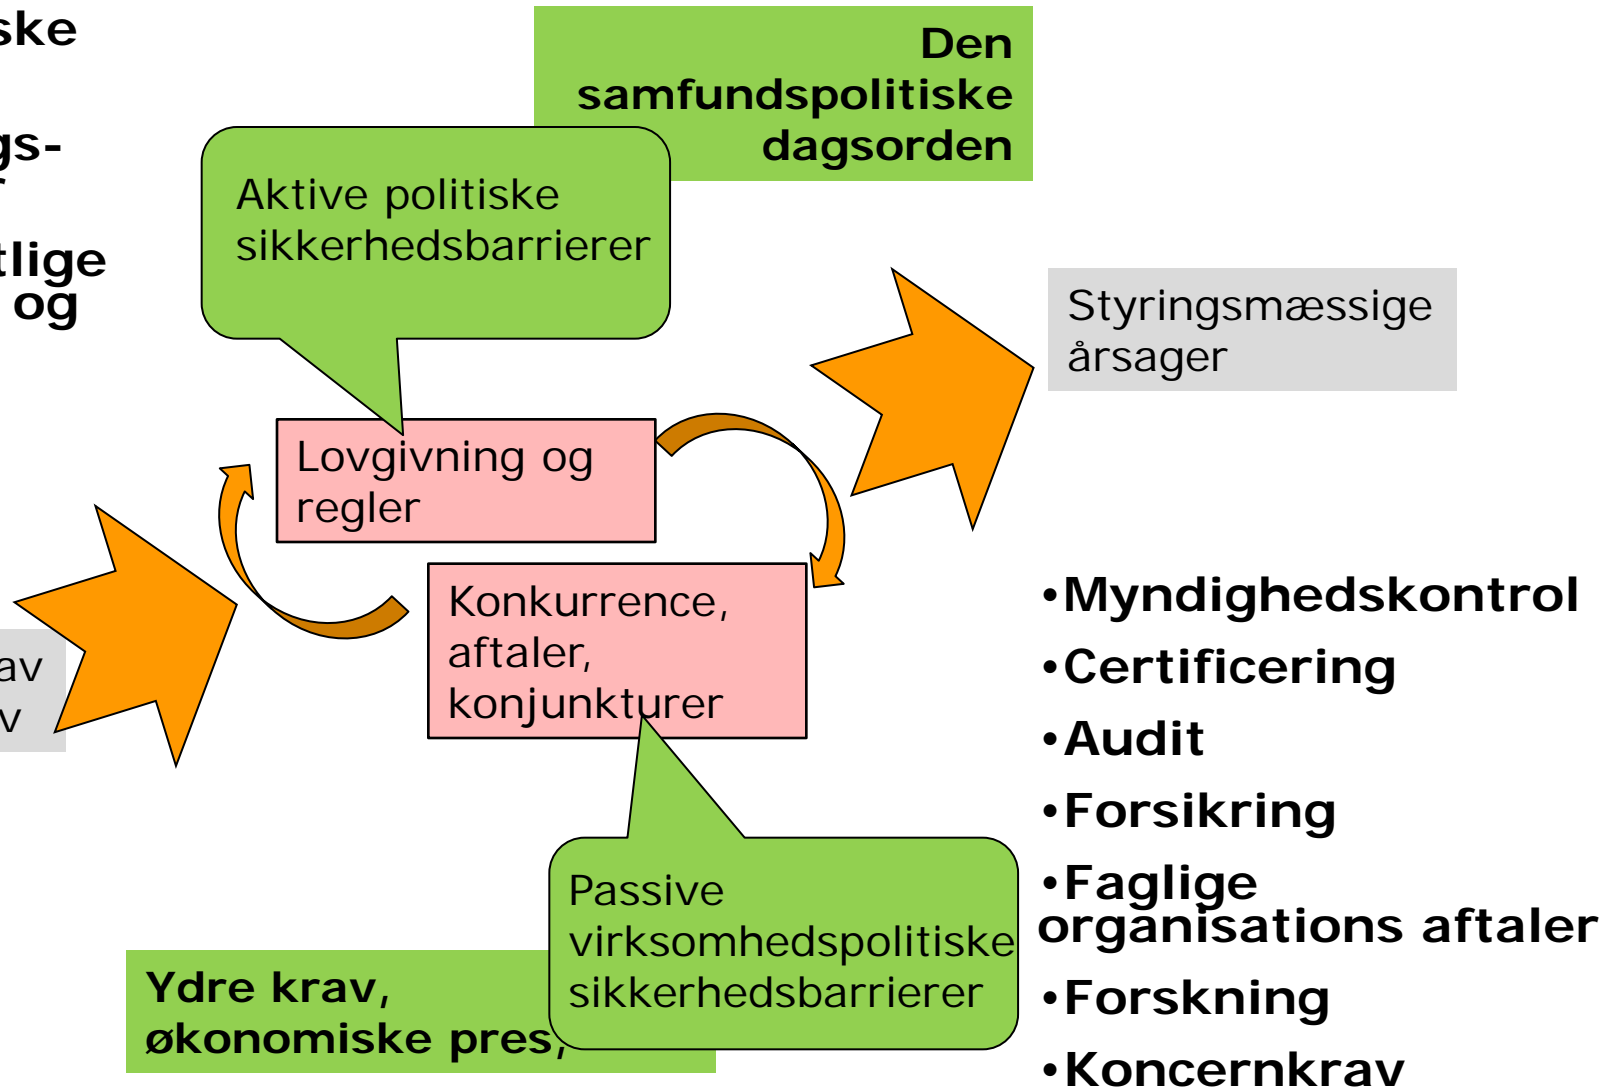 Den
samfundspolitiske
dagsorden
Aktive politiske
sikkerhedsbarrierer
og
Styringsmæssige
årsager
Lovgivning og
regler
Konkurrence,
aftaler,
konjunkturer
Passive
virksomhedspolitiske
sikkerhedsbarrierer
Ydre krav,
økonomiske pres,
•Myndighedskontrol
•Certificering
•Audit
•Forsikring
•Faglige
organisations aftaler
•Forskning
•Koncernkrav